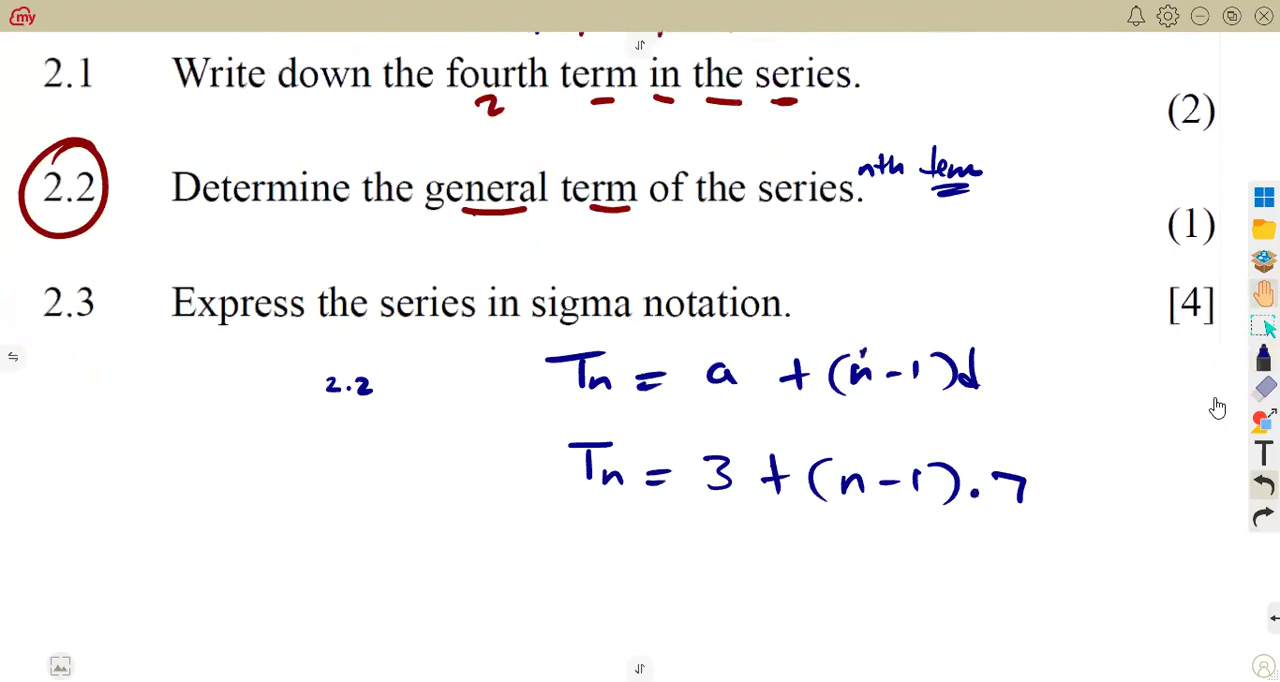 my
2.1 Write down the fourth term in the series.
(2)
2.2 Determine the general term of the series. nth term
(1)
2.3 Express the series in sigma notation. [4]
2.2 Tn = a + (n-1)d
Tn = 3 + (n-1).7
T